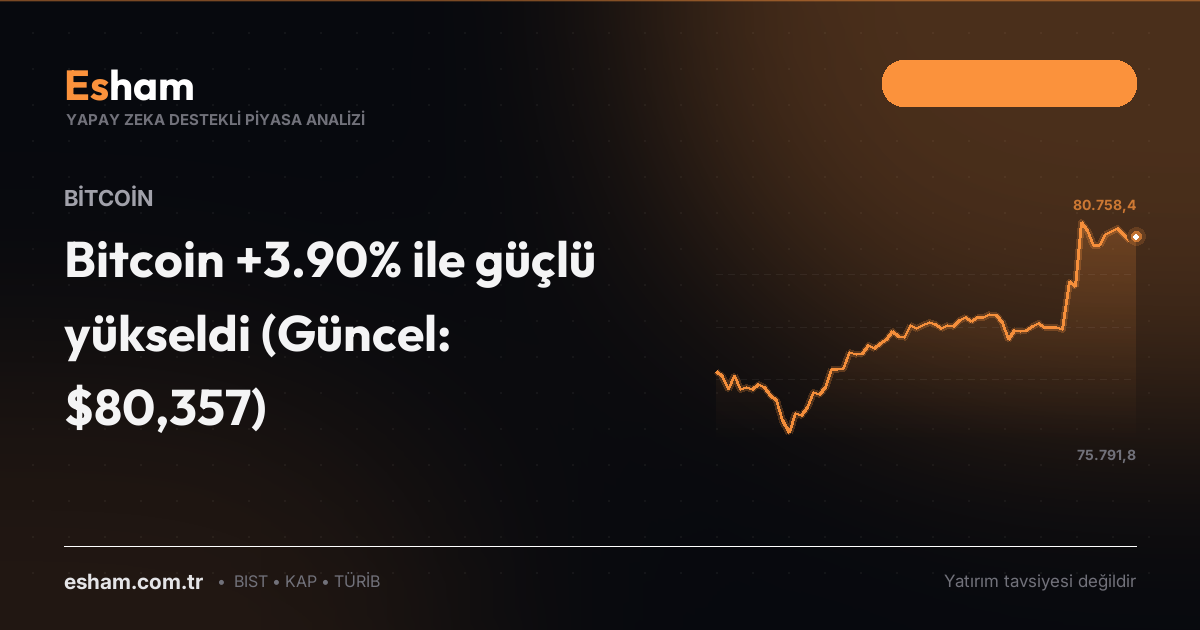 Esham
YAPAY ZEKA DESTEKLİ PİYASA ANALİZİ
BİTCOİN
Bitcoin +3.90% ile güçlü
yükseldi (Güncel:
$80,357)
80.758,4
75.791,8
esham.com.tr • BIST • KAP • TÜRİB
Yatırım tavsiyesi değildir